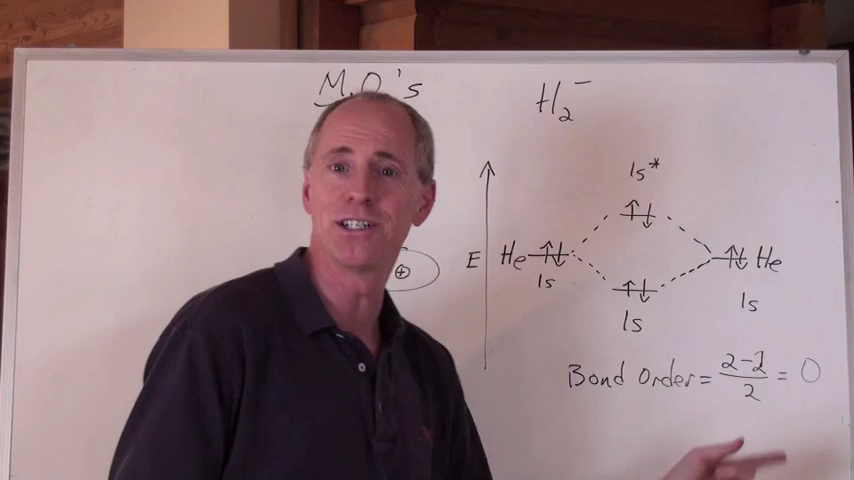 M.O's
H₂⁻
1s*
E He ↑↓ ↑↓ ↑↓ He
1s
1s
1s
Bond Order = 2-2/2 = 0
+